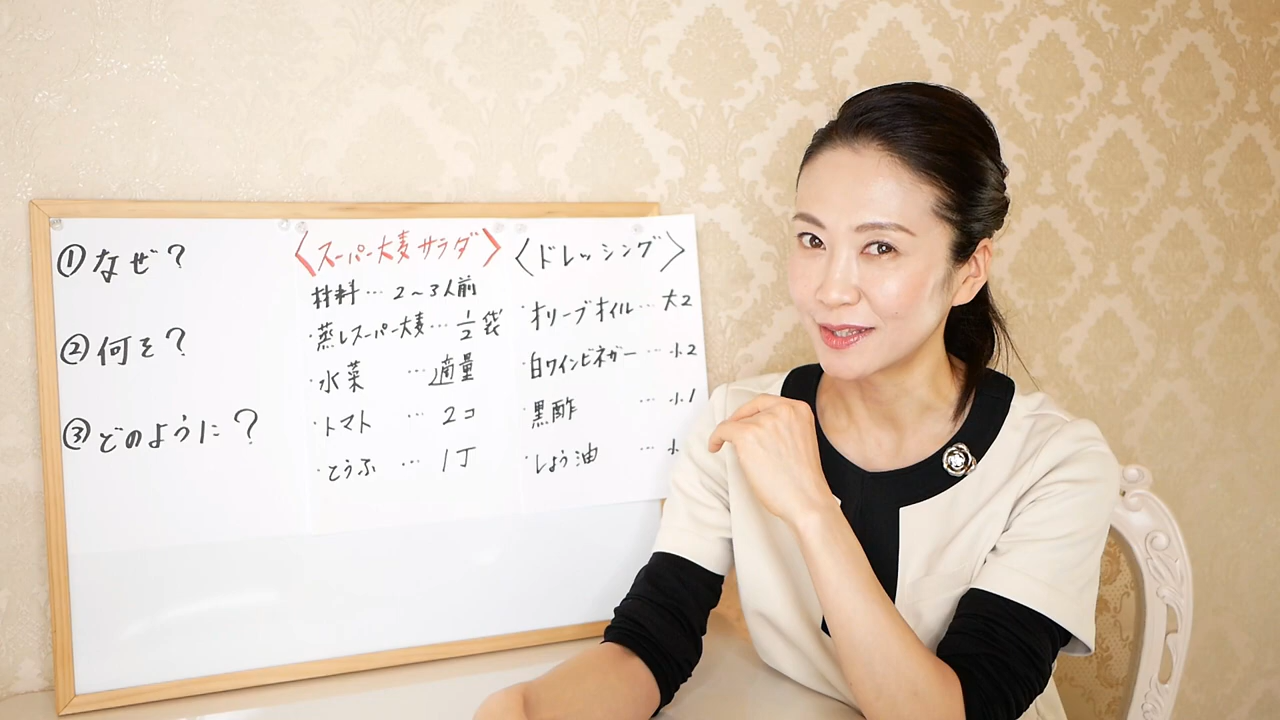 ①なぜ?
②何を?
③どのように?
〈スーパー大麦サラダ〉
材料…2〜3人前
・蒸しスーパー大麦…1/2袋
・水菜…適量
・トマト…2コ
・とうふ…1丁
〈ドレッシング〉
・オリーブオイル…大2
・白ワインビネガー…小2
・黒酢…小1
・しょう油…小